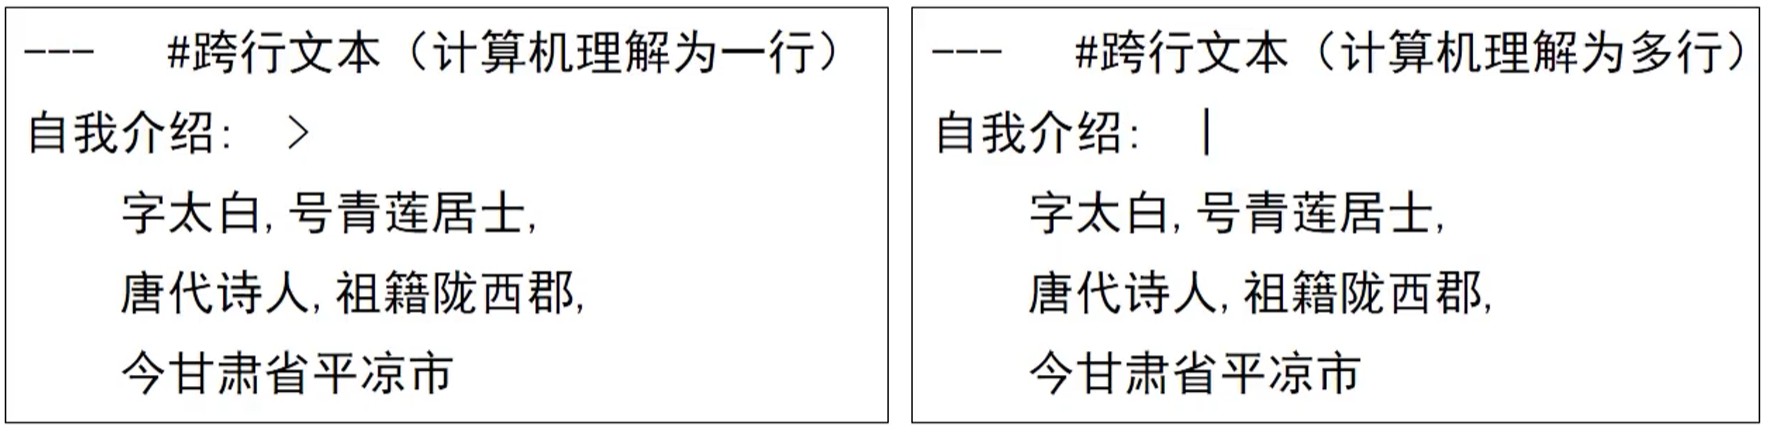 ---   #跨行文本（计算机理解为一行）
自我介绍:  >
字太白,号青莲居士,
唐代诗人,祖籍陇西郡,
今甘肃省平凉市
---   #跨行文本（计算机理解为多行）
自我介绍:  |
字太白,号青莲居士,
唐代诗人,祖籍陇西郡,
今甘肃省平凉市